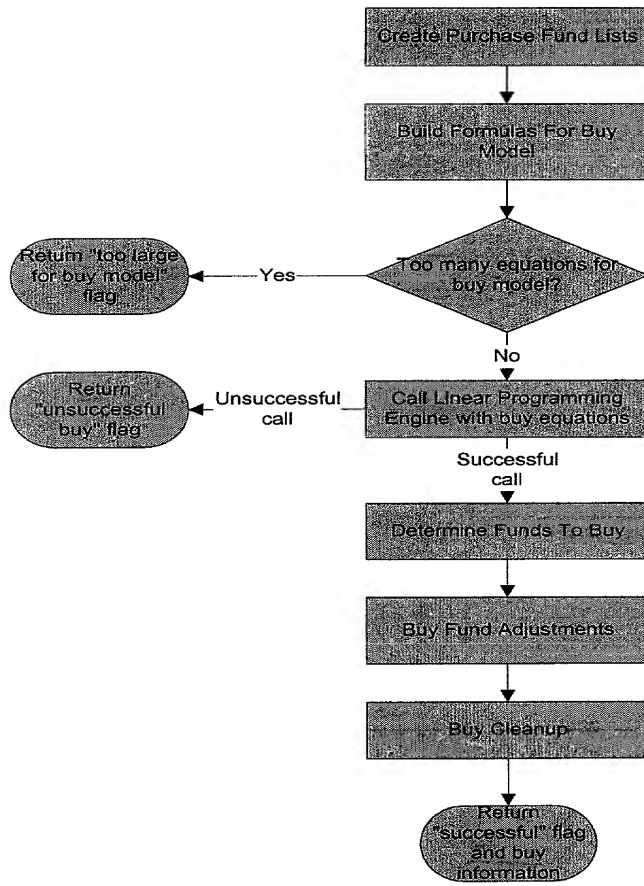 Create Purchase Fund Lists
Build Formulas For Buy
Model
Too many equations for
buy model?
Yes
Return "too large
for buy model"
flag
No
Call Linear Programming
Engine with buy equations
Unsuccessful
call
Return
"unsuccessful
buy" flag
Successful
call
Determine Funds To Buy
Buy Fund Adjustments
Buy Cleanup
Return
"successful" flag
and buy
information